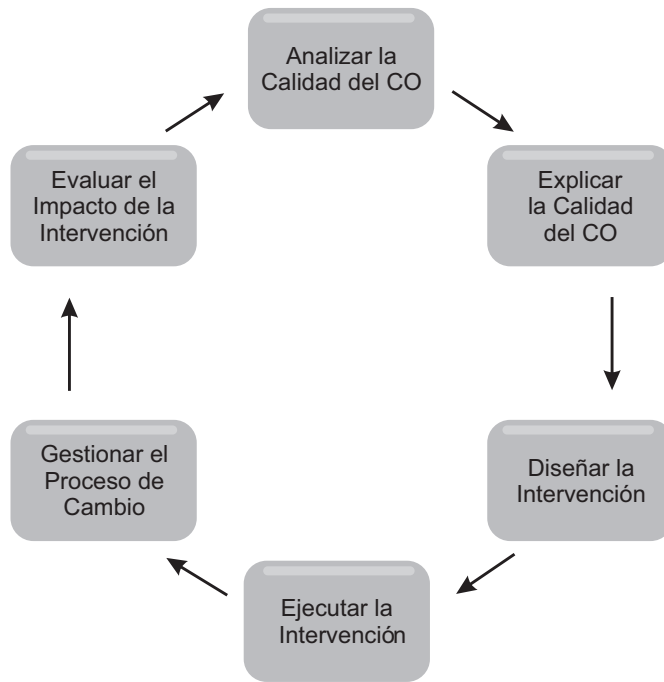 Analizar la
Calidad del CO
Explicar
la Calidad
del CO
Diseñar la
Intervención
Ejecutar la
Intervención
Gestionar el
Proceso de
Cambio
Evaluar el
Impacto de la
Intervención